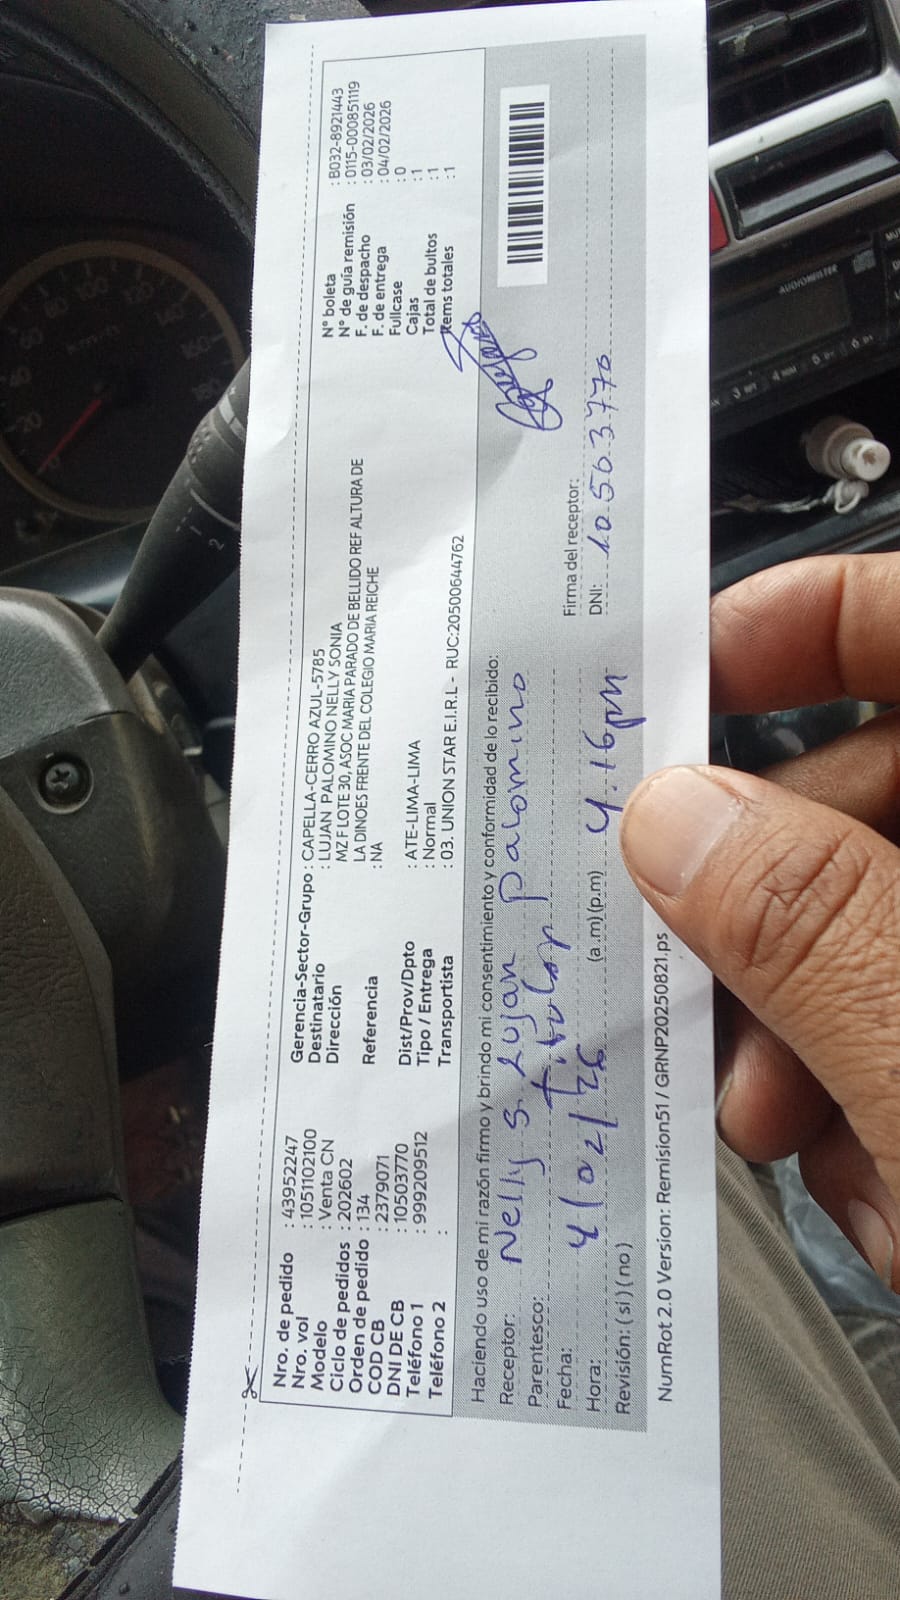 Nro. de pedido : 43952247
Nro. vol : 1051102100
Modelo : Venta CN
Ciclo de pedidos : 202602
Orden de pedido : 134
COD CB : 23779071
DNI DE CB : 10503770
Teléfono 1 : 999209512
Teléfono 2 :
Gerencia-Sector-Grupo : CAPELLA-CERRO AZUL-5785
Destinatario : LUJAN PALOMINO NELLY SONIA
Dirección : MZ F LOTE 30, ASOC MARIA PARADO DE BELLIDO REF ALTURA DE
LA DINOES FRENTE DEL COLEGIO MARIA REICHE
Referencia : NA
Dist/Prov/Dpto : ATE-LIMA-LIMA
Tipo / Entrega : Normal
Transportista : 03. UNION STAR E.I.R.L - RUC:20500644762
N° boleta : B032-8921443
N° de guía remisión : 0115-000851119
F. de despacho : 03/02/2026
F. de entrega : 04/02/2026
Fullcase : 0
Cajas : 1
Total de bultos : 1
Ítems totales : 1
Haciendo uso de mi razón firmo y brindo mi consentimiento y conformidad de lo recibido:
Receptor: Nelly S. Lujan Palomino
Parentesco: titular
Fecha: 4/02/26
Hora: (a.m) (p.m) 4.16pm
Revisión: ( sí ) ( no )
Firma del receptor:
DNI: 10503770
NumRot 2.0 Version: Remision51 / GRNP20250821.ps
AUDIOMEISTER